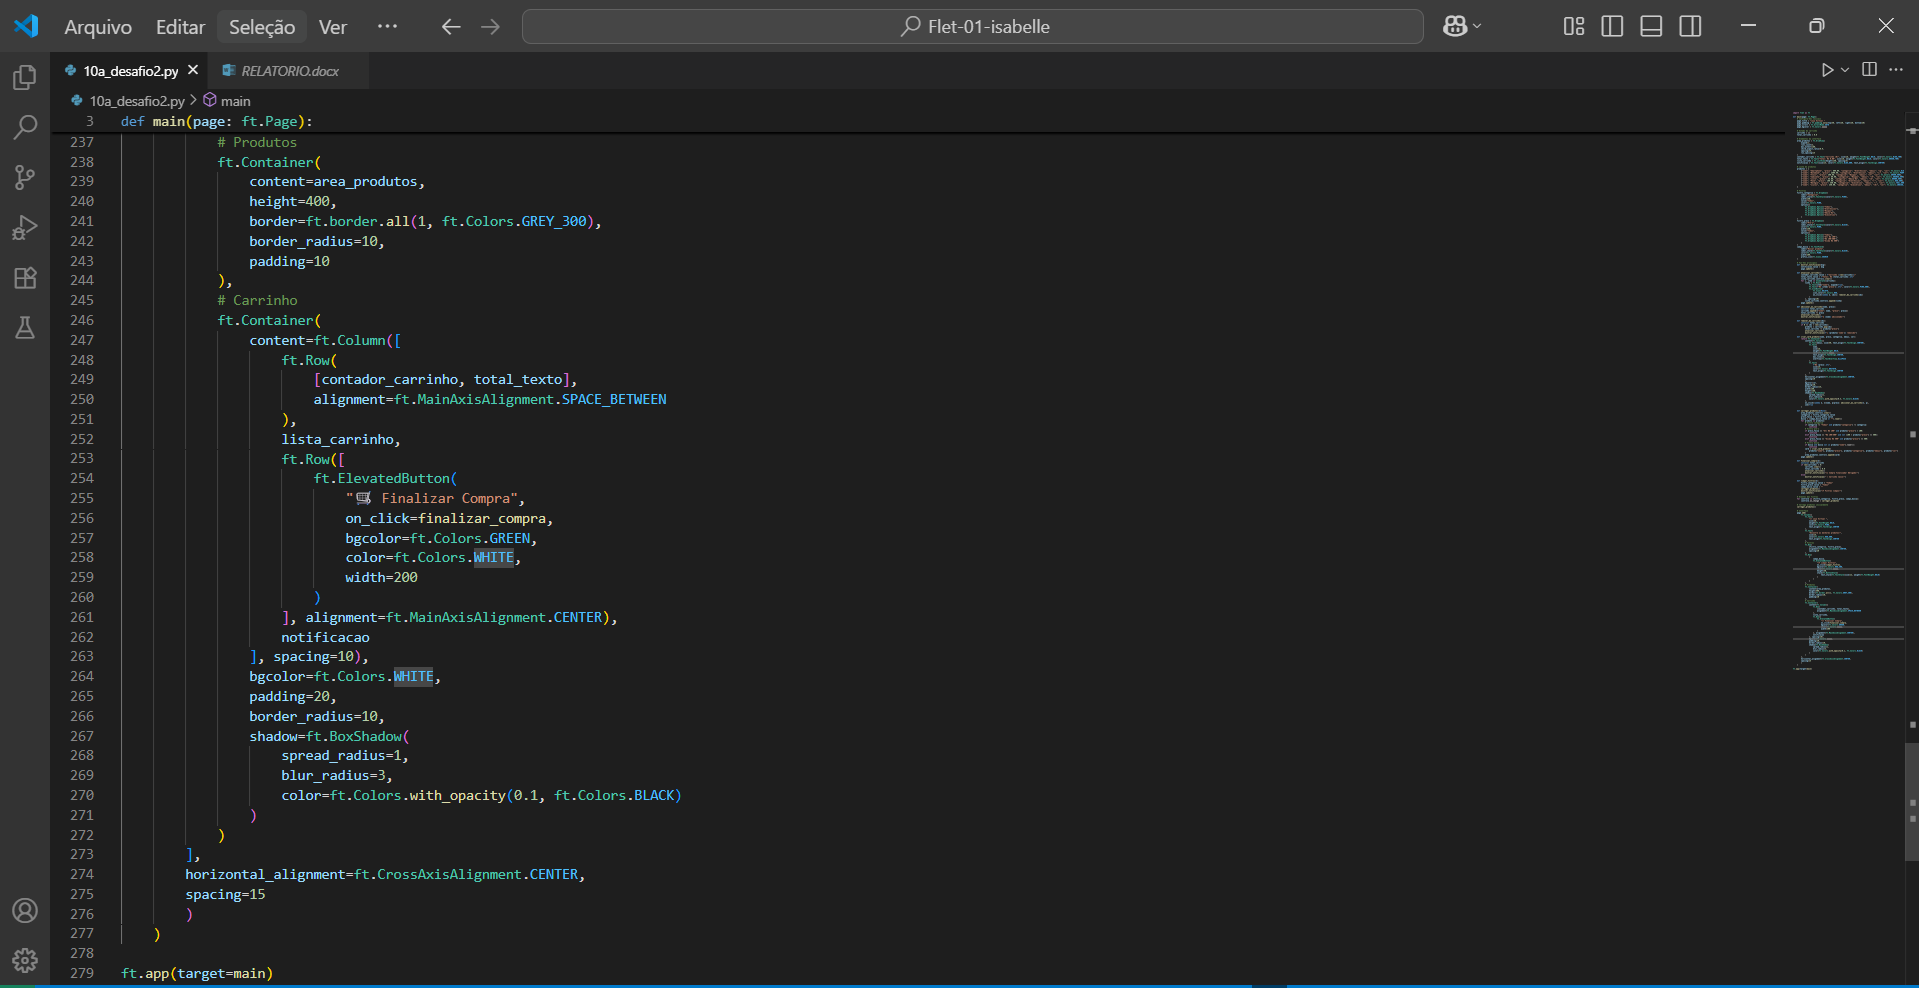 Arquivo Editar Seleção Ver ··· Flet-01-isabelle
10a_desafio2.py RELATORIO.docx
10a_desafio2.py > main
3 def main(page: ft.Page):
237 # Produtos
238 ft.Container(
239 content=area_produtos,
240 height=400,
241 border=ft.border.all(1, ft.Colors.GREY_300),
242 border_radius=10,
243 padding=10
244 ),
245 # Carrinho
246 ft.Container(
247 content=ft.Column([
248 ft.Row(
249 [contador_carrinho, total_texto],
250 alignment=ft.MainAxisAlignment.SPACE_BETWEEN
251 ),
252 lista_carrinho,
253 ft.Row([
254 ft.ElevatedButton(
255 "🛒 Finalizar Compra",
256 on_click=finalizar_compra,
257 bgcolor=ft.Colors.GREEN,
258 color=ft.Colors.WHITE,
259 width=200
260 )
261 ], alignment=ft.MainAxisAlignment.CENTER),
262 notificacao
263 ], spacing=10),
264 bgcolor=ft.Colors.WHITE,
265 padding=20,
266 border_radius=10,
267 shadow=ft.BoxShadow(
268 spread_radius=1,
269 blur_radius=3,
270 color=ft.Colors.with_opacity(0.1, ft.Colors.BLACK)
271 )
272 )
273 ],
274 horizontal_alignment=ft.CrossAxisAlignment.CENTER,
275 spacing=15
276 )
277 )
278
279 ft.app(target=main)